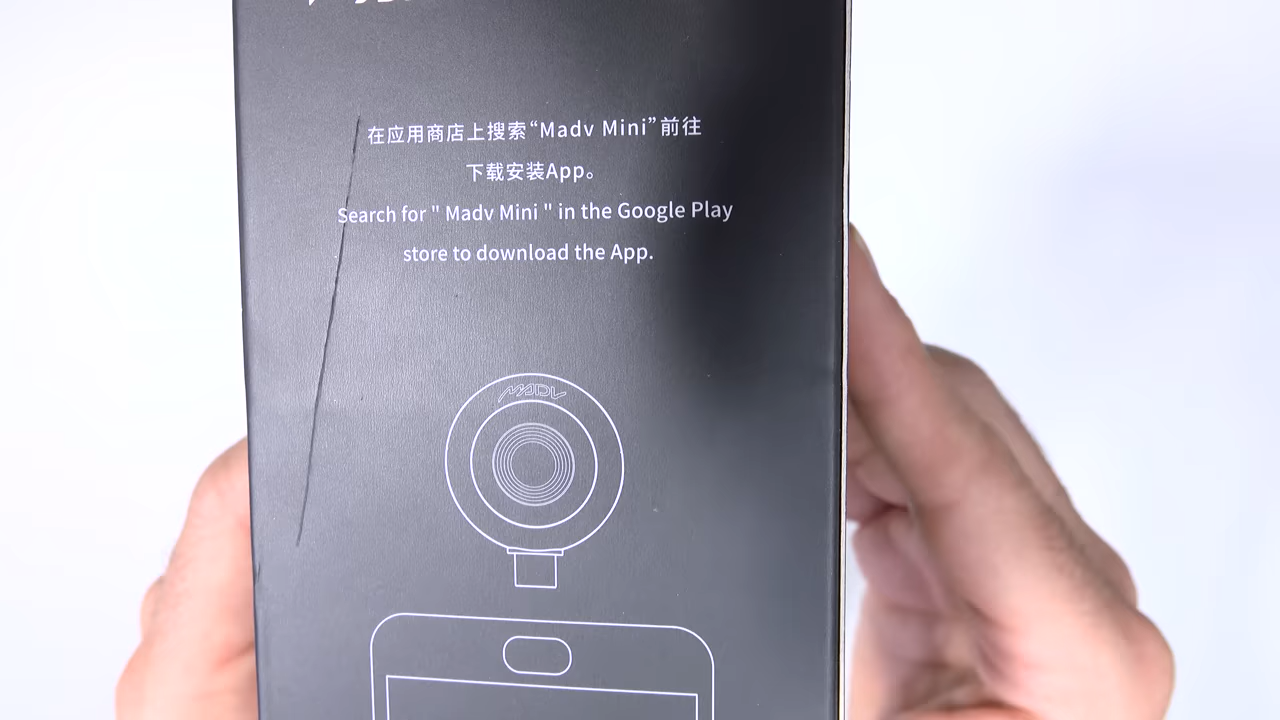 在应用商店上搜索“Madv Mini”前往
下载安装App。
Search for " Madv Mini " in the Google Play
store to download the App.
MADV